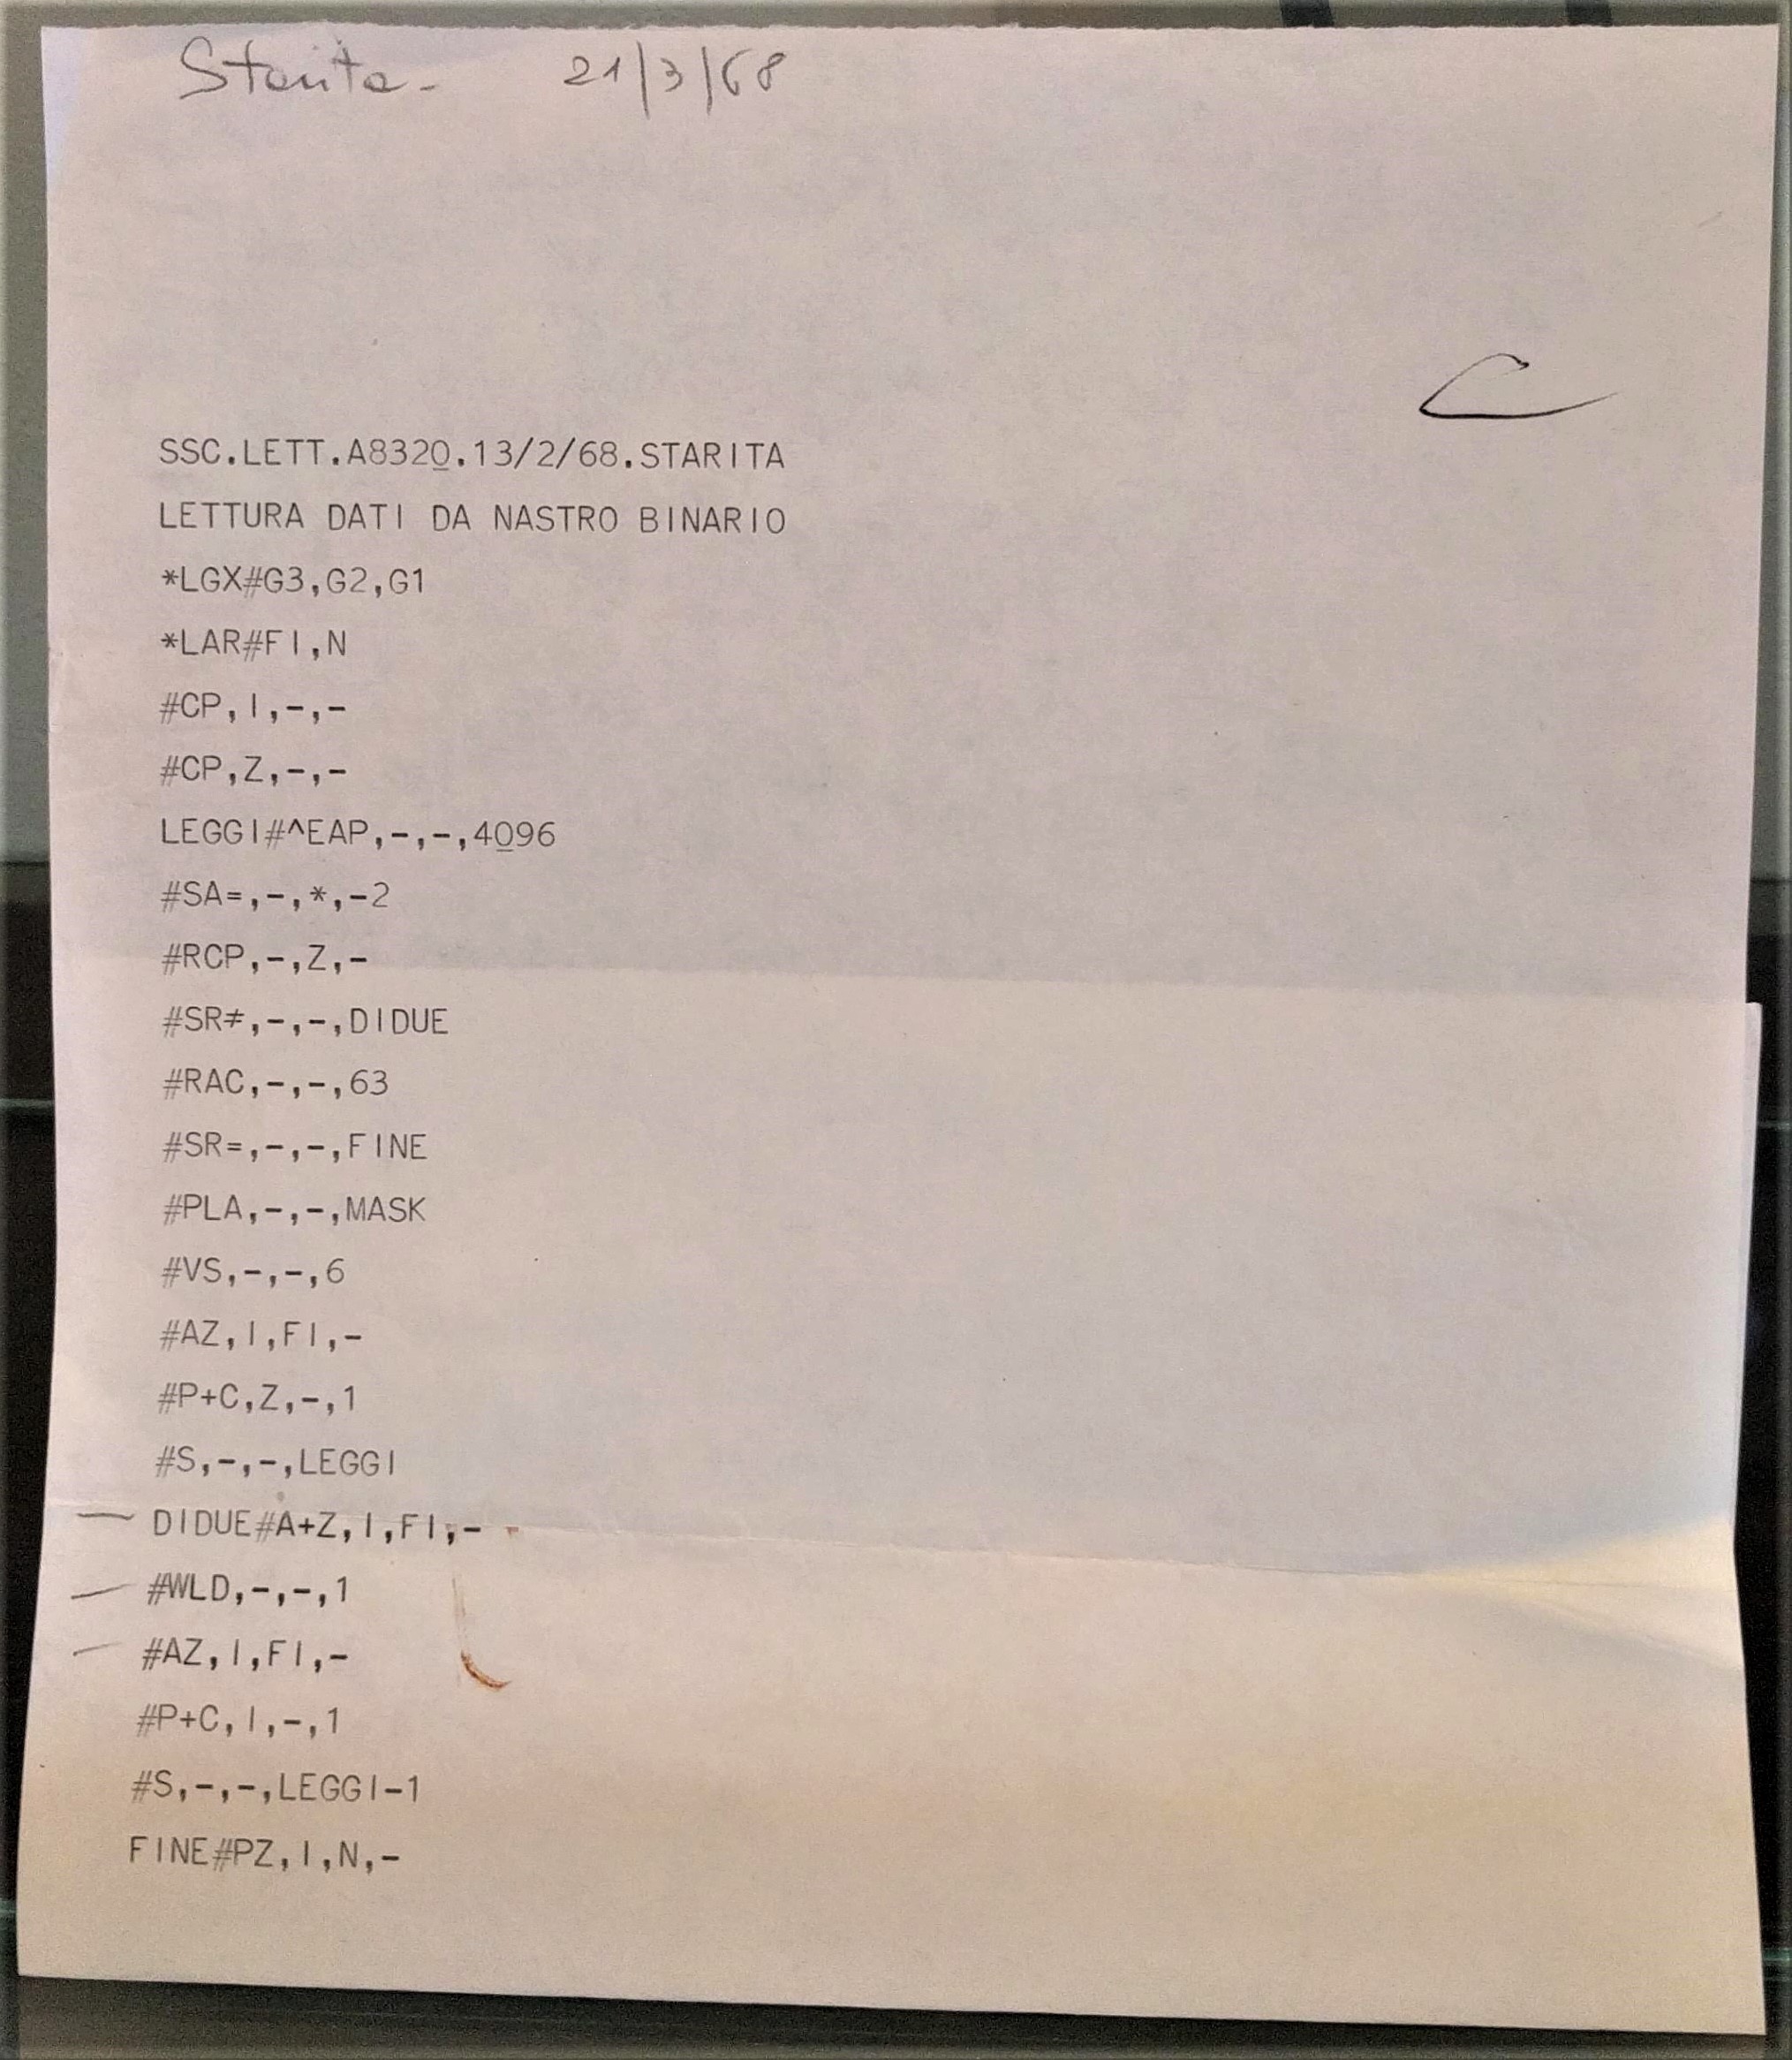 Starita - 21/3/68
SSC.LETT.A8320.13/2/68.STARITA
LETTURA DATI DA NASTRO BINARIO
*LGX#G3,G2,G1
*LAR#FI,N
#CP,I,-,-
#CP,Z,-,-
LEGGI#^EAP,-,-,4096
#SA=,-,*,-2
#RCP,-,Z,-
#SR≠,-,-,DIDUE
#RAC,-,-,63
#SR=,-,-,FINE
#PLA,-,-,MASK
#VS,-,-,6
#AZ,I,FI,-
#P+C,Z,-,1
#S,-,-,LEGGI
DIDUE#A+Z,I,FI,-
#WLD,-,-,1
#AZ,I,FI,-
#P+C,I,-,1
#S,-,-,LEGGI-1
FINE#PZ,I,N,-